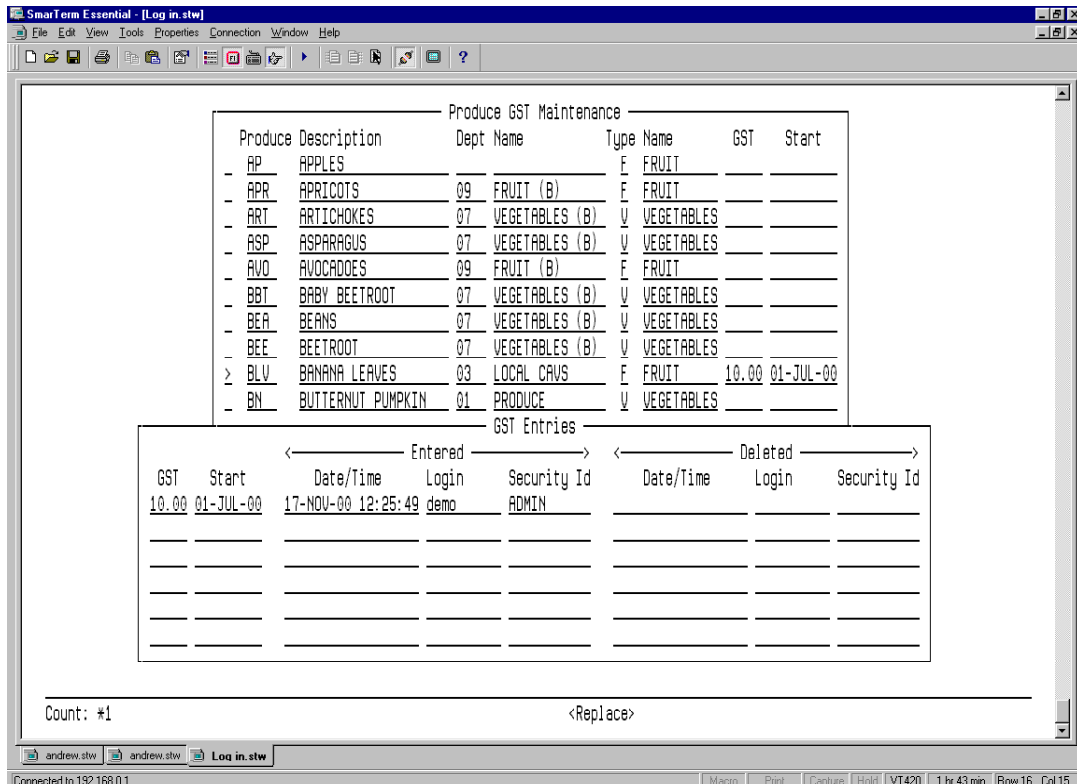 SmarTerm Essential - [Log in.stw]
File Edit View Tools Properties Connection Window Help
Produce GST Maintenance
Produce Description Dept Name Type Name GST Start
AP APPLES F FRUIT
APR APRICOTS 09 FRUIT (B) F FRUIT
ART ARTICHOKES 07 VEGETABLES (B) V VEGETABLES
ASP ASPARAGUS 07 VEGETABLES (B) V VEGETABLES
AVO AVOCADOES 09 FRUIT (B) F FRUIT
BBT BABY BEETROOT 07 VEGETABLES (B) V VEGETABLES
BEA BEANS 07 VEGETABLES (B) V VEGETABLES
BEE BEETROOT 07 VEGETABLES (B) V VEGETABLES
> BLV BANANA LEAVES 03 LOCAL CAVS F FRUIT 10.00 01-JUL-00
BN BUTTERNUT PUMPKIN 01 PRODUCE V VEGETABLES
GST Entries
<——— Entered ———> <——— Deleted ———>
GST Start Date/Time Login Security Id Date/Time Login Security Id
10.00 01-JUL-00 17-NOV-00 12:25:49 demo ADMIN
Count: *1 <Replace>
andrew.stw andrew.stw Log in.stw
Connected to 192.168.0.1 Macro Print Capture Hold VT420 1 hr 43 min Row 16 Col 15